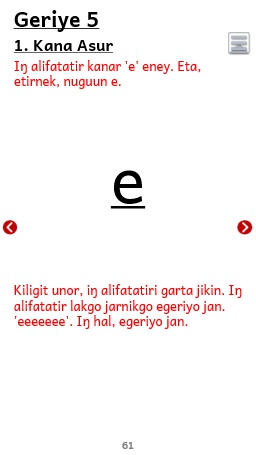 Geriye 5
1. Kana Asur
Iŋ alifatatir kanar 'e' eney. Eta,
etirnek, nuguun e.
e
Kiligit unor, iŋ alifatatiri garta jikin. Iŋ
alifatatir lakgo jarnikgo egeriyo jan.
'eeeeeee'. Iŋ hal, egeriyo jan.
61